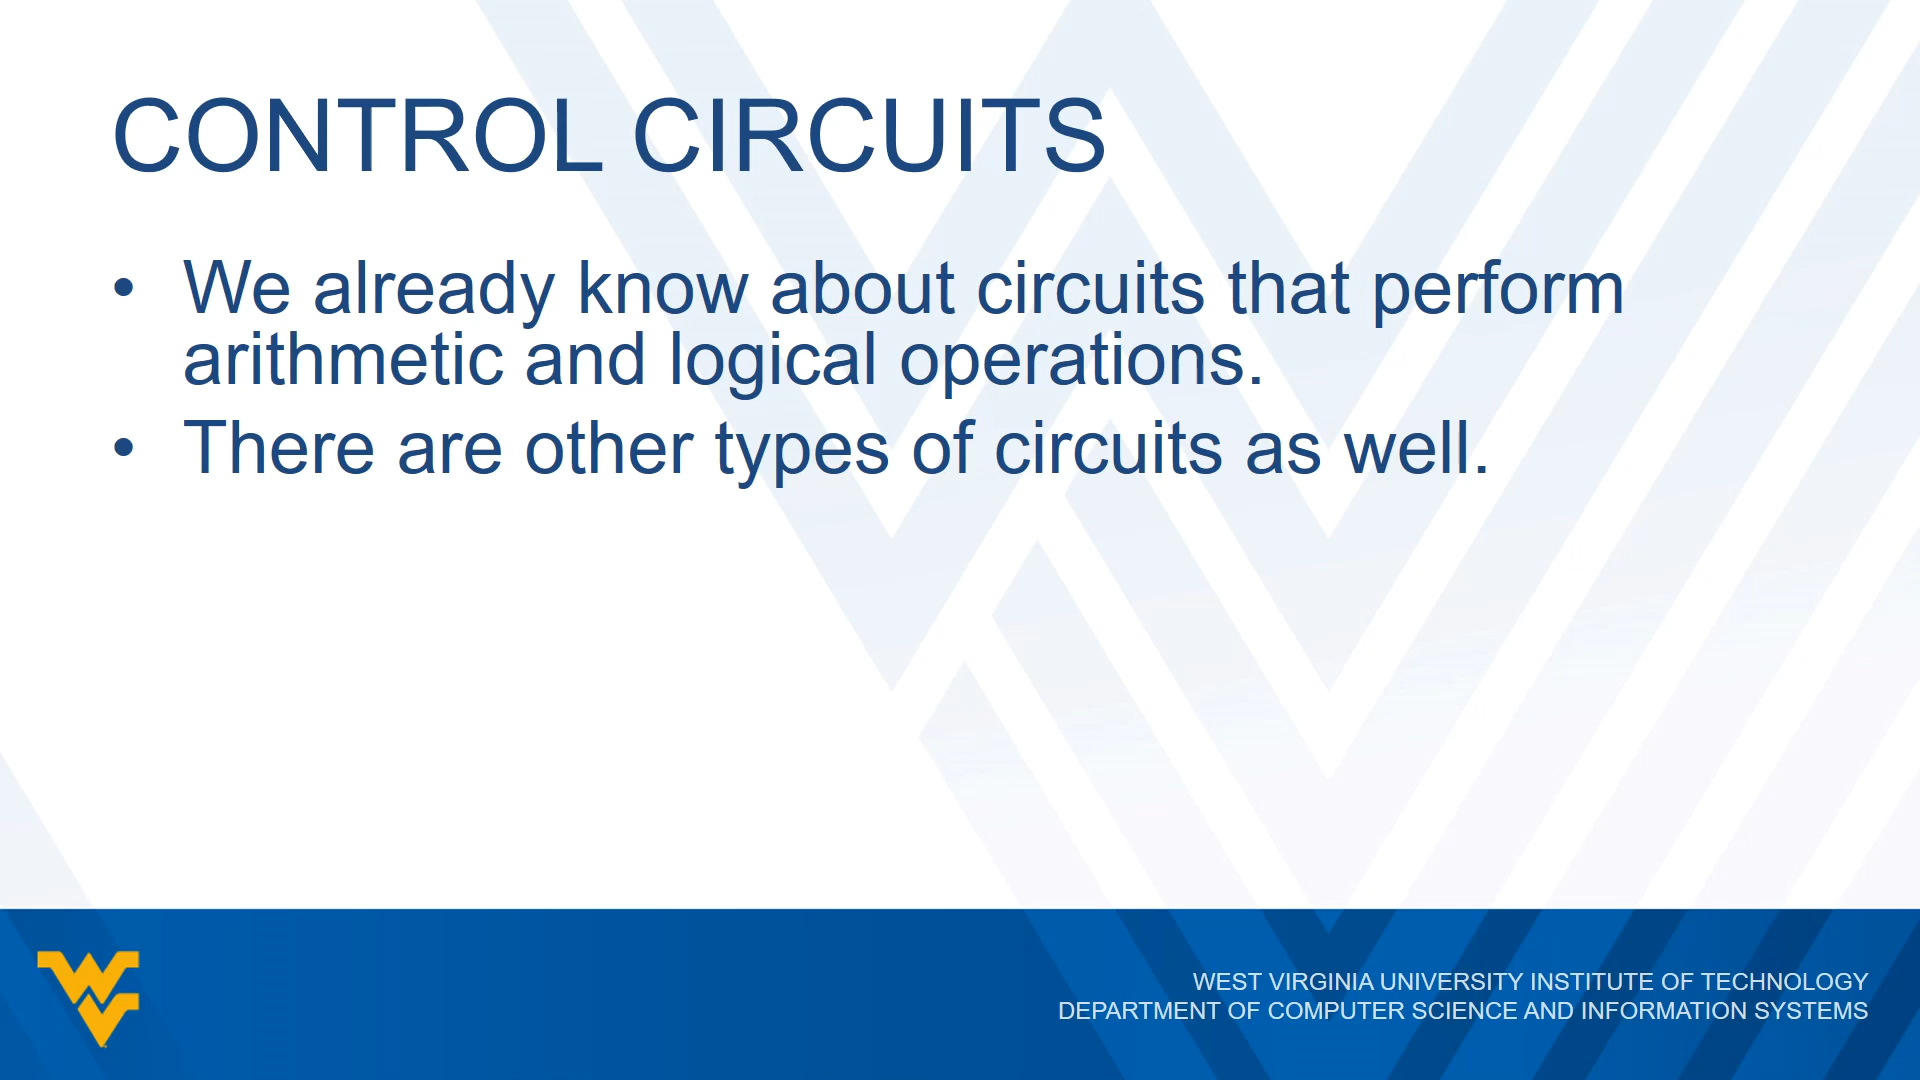 CONTROL CIRCUITS
• We already know about circuits that perform
arithmetic and logical operations.
• There are other types of circuits as well.
WEST VIRGINIA UNIVERSITY INSTITUTE OF TECHNOLOGY
DEPARTMENT OF COMPUTER SCIENCE AND INFORMATION SYSTEMS